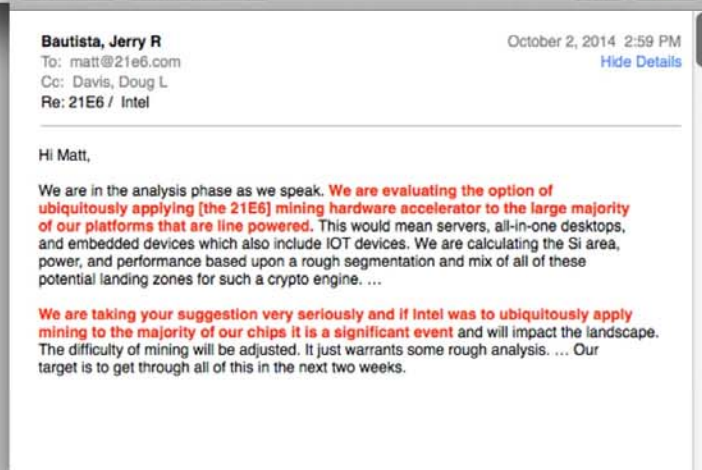 Bautista, Jerry R
October 2, 2014 2:59 PM
To: matt@21e6.com
Hide Details
Cc: Davis, Doug L
Re: 21E6 / Intel
Hi Matt,
We are in the analysis phase as we speak. We are evaluating the option of
ubiquitously applying [the 21E6] mining hardware accelerator to the large majority
of our platforms that are line powered. This would mean servers, all-in-one desktops,
and embedded devices which also include IOT devices. We are calculating the Si area,
power, and performance based upon a rough segmentation and mix of all of these
potential landing zones for such a crypto engine. ...
We are taking your suggestion very seriously and if Intel was to ubiquitously apply
mining to the majority of our chips it is a significant event and will impact the landscape.
The difficulty of mining will be adjusted. It just warrants some rough analysis. ... Our
target is to get through all of this in the next two weeks.